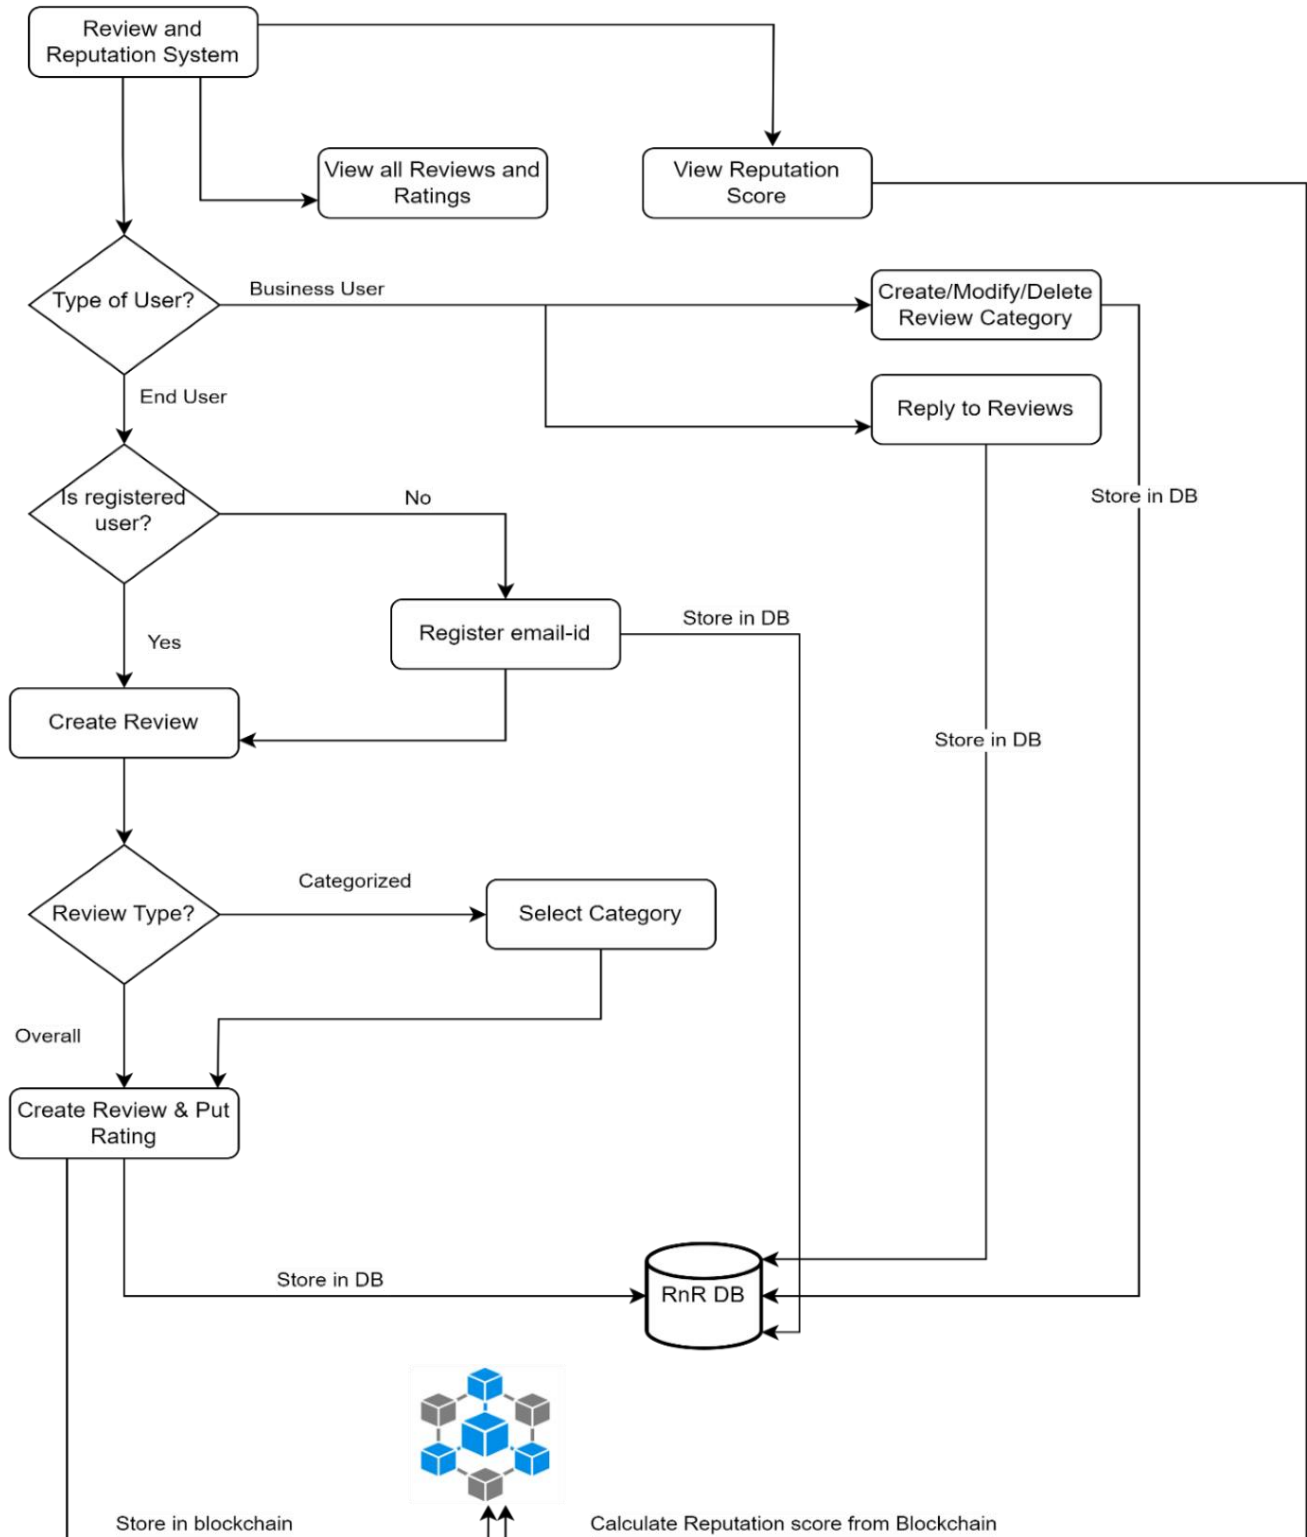 Review and
Reputation System
View all Reviews and
Ratings
View Reputation
Score
Type of User?
Business User
Create/Modify/Delete
Review Category
End User
Reply to Reviews
Is registered
user?
No
Store in DB
Register email-id
Store in DB
Yes
Create Review
Store in DB
Categorized
Review Type?
Select Category
Overall
Create Review & Put
Rating
Store in DB
RnR DB
Store in blockchain
Calculate Reputation score from Blockchain